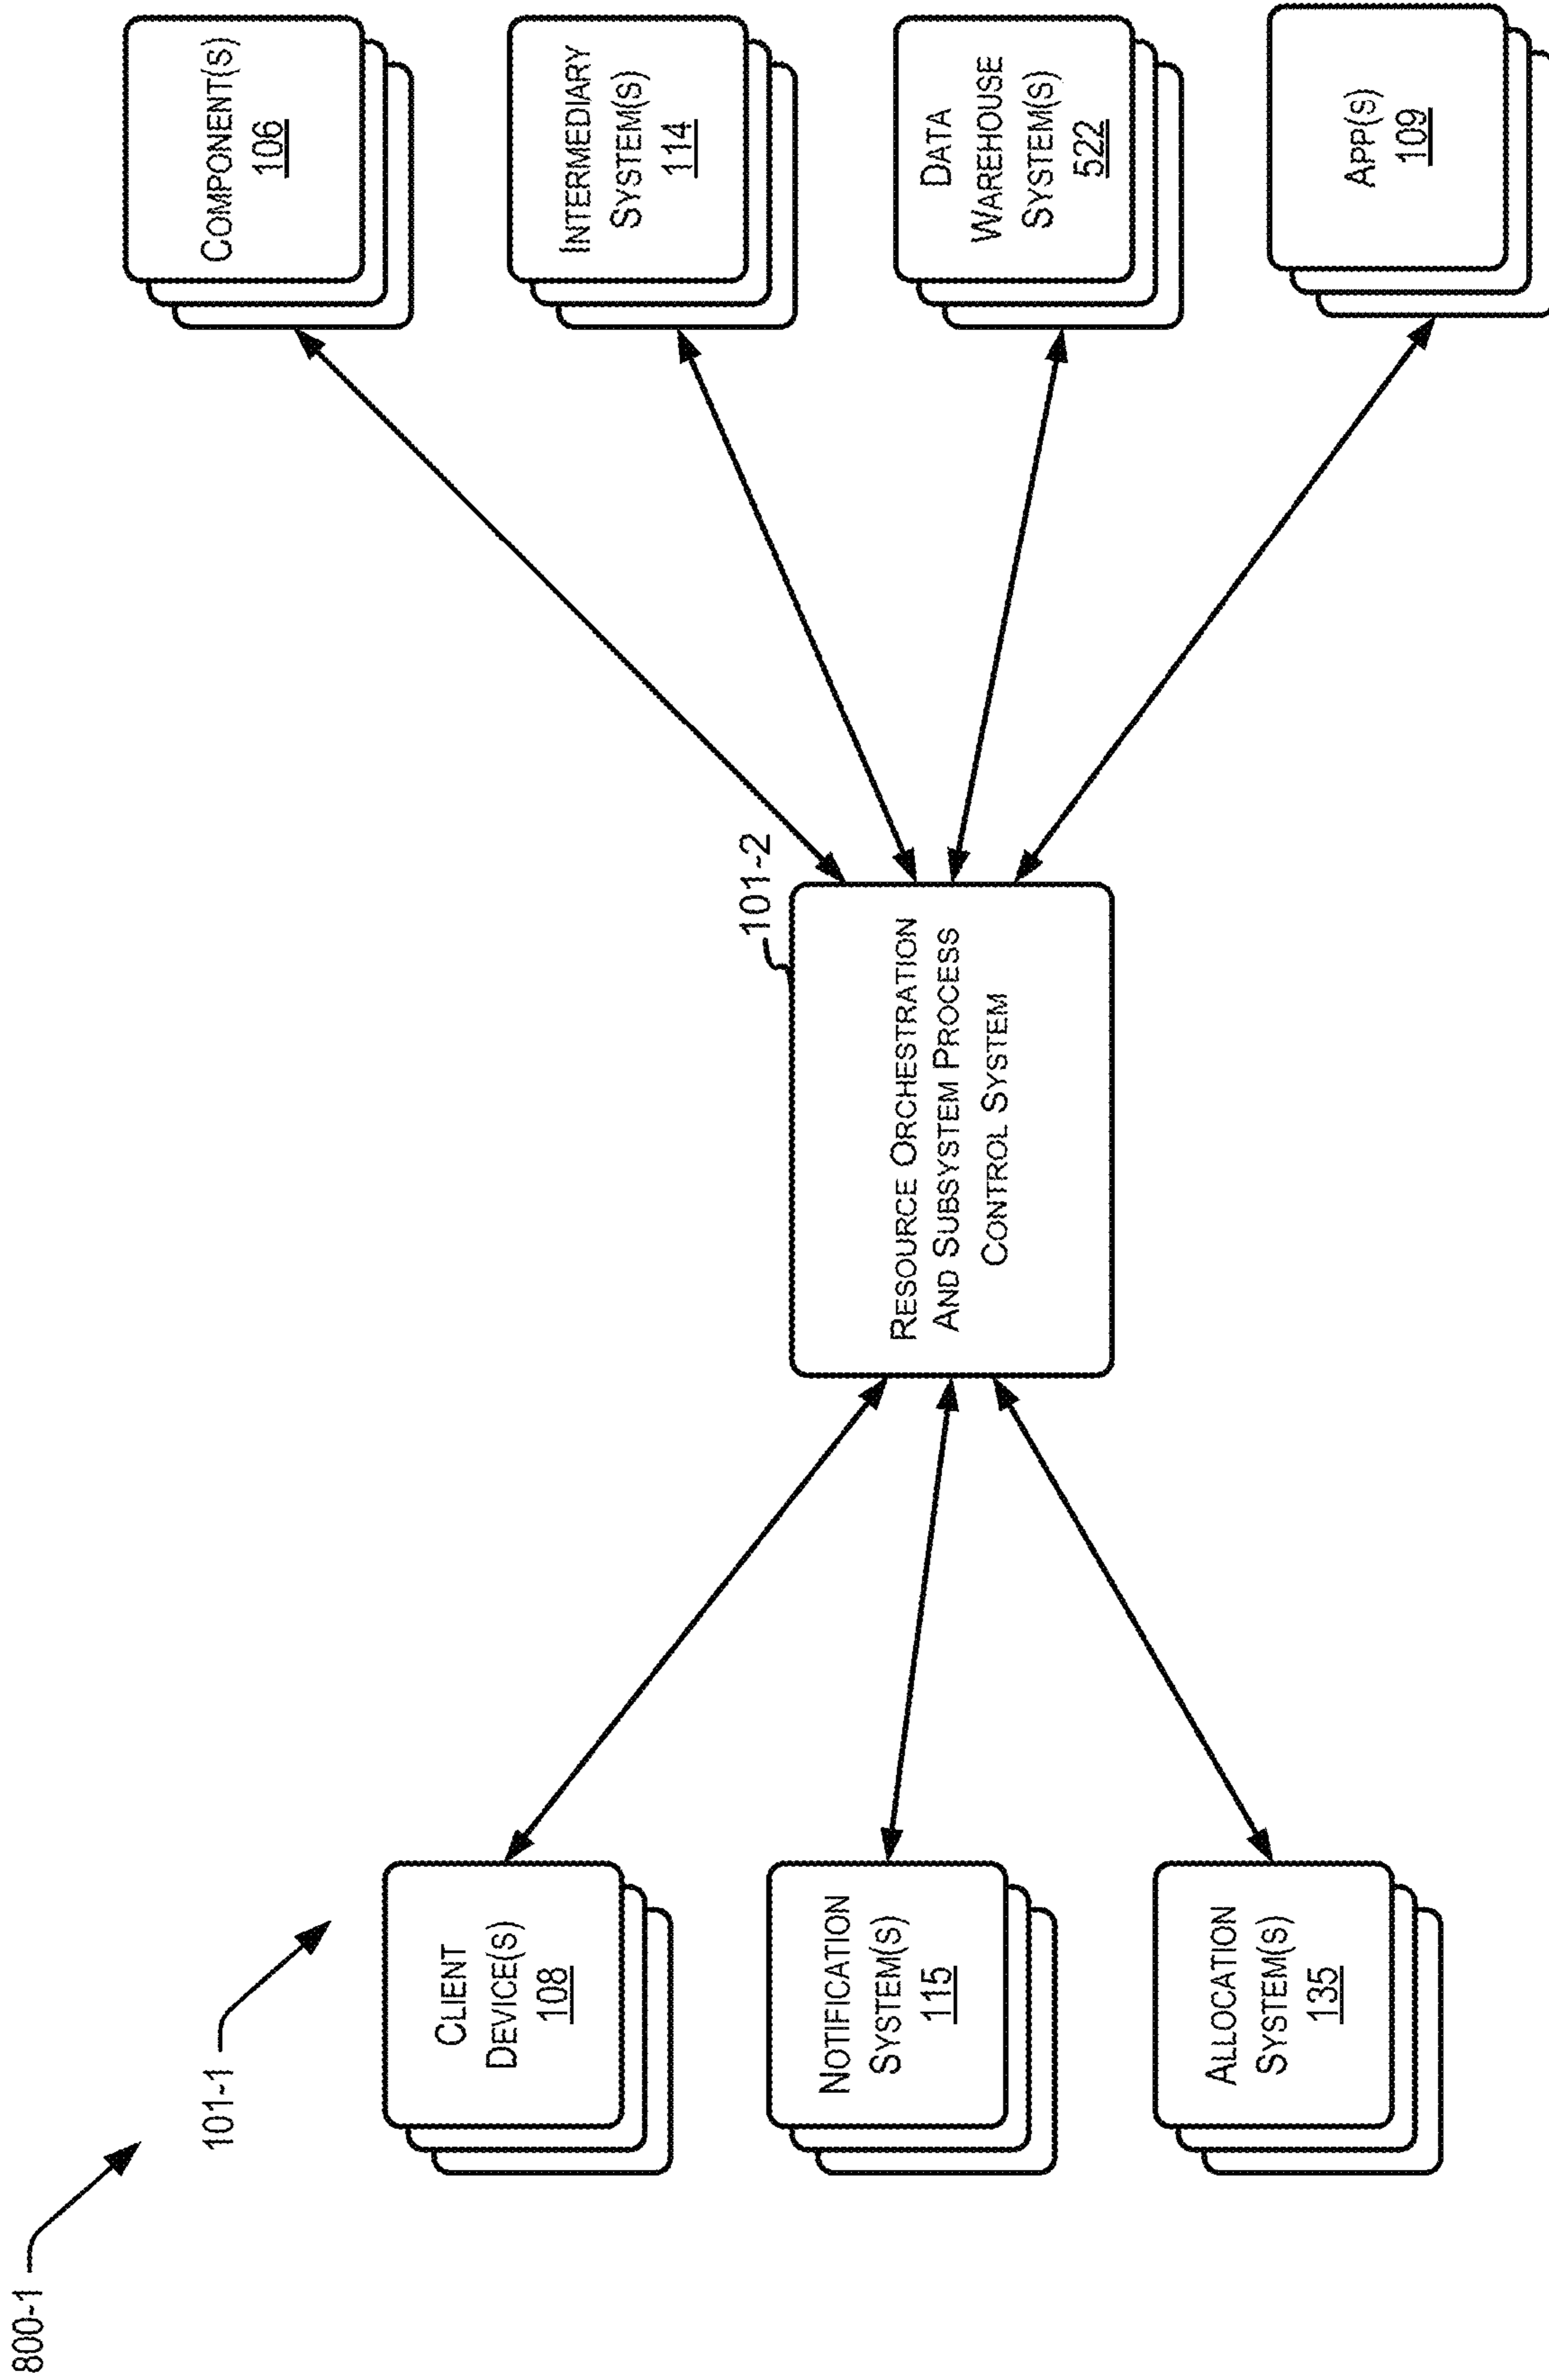 800-1
101-1
CLIENT
DEVICE(S)
108
NOTIFICATION
SYSTEM(S)
115
ALLOCATION
SYSTEM(S)
135
101-2
RESOURCE ORCHESTRATION
AND SUBSYSTEM PROCESS
CONTROL SYSTEM
COMPONENT(S)
106
INTERMEDIARY
SYSTEM(S)
114
DATA
WAREHOUSE
SYSTEM(S)
522
APP(S)
109